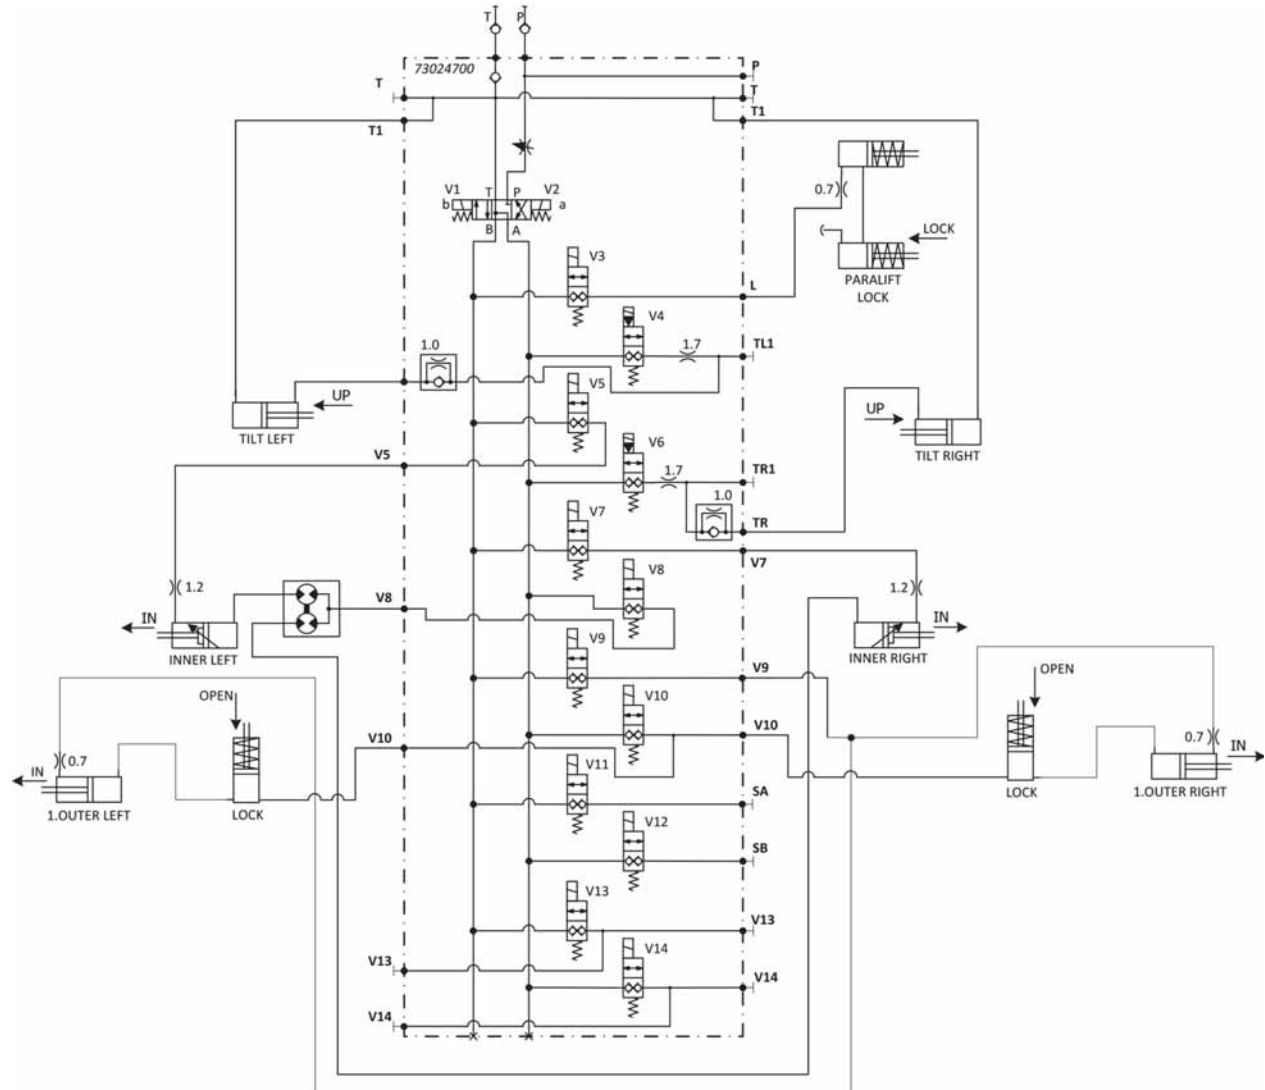 T P
73024700
T P
T
T1 T1
V1 T P V2
b a
B A
0.7
LOCK
PARALIFT
LOCK
V3
L
V4
1.0 1.7 TL1
V5
UP
TILT LEFT
UP
TILT RIGHT
V6
V5 1.7 TR1
1.0
TR
V7
V7
1.2 V8 1.2
V8
IN IN
INNER LEFT INNER RIGHT
V9
V9
OPEN OPEN
V10
V10 V10
0.7 0.7
IN IN
V11
1.OUTER LEFT LOCK LOCK 1.OUTER RIGHT
SA
V12
SB
V13
V13
V14
V13
V14
V14